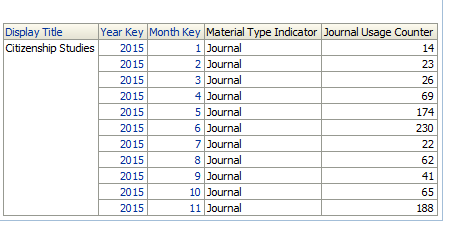 Display Title Year Key Month Key Material Type Indicator Journal Usage Counter
Citizenship Studies 2015 1 Journal 14
2015 2 Journal 23
2015 3 Journal 26
2015 4 Journal 69
2015 5 Journal 174
2015 6 Journal 230
2015 7 Journal 22
2015 8 Journal 62
2015 9 Journal 41
2015 10 Journal 65
2015 11 Journal 188